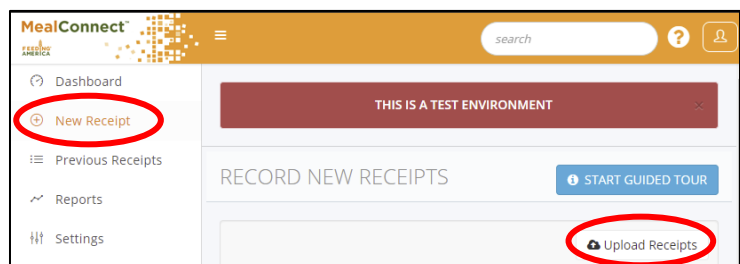 MealConnect™
FEEDING AMERICA
search
?
Dashboard
New Receipt
Previous Receipts
Reports
Settings
THIS IS A TEST ENVIRONMENT ×
RECORD NEW RECEIPTS
START GUIDED TOUR
Upload Receipts